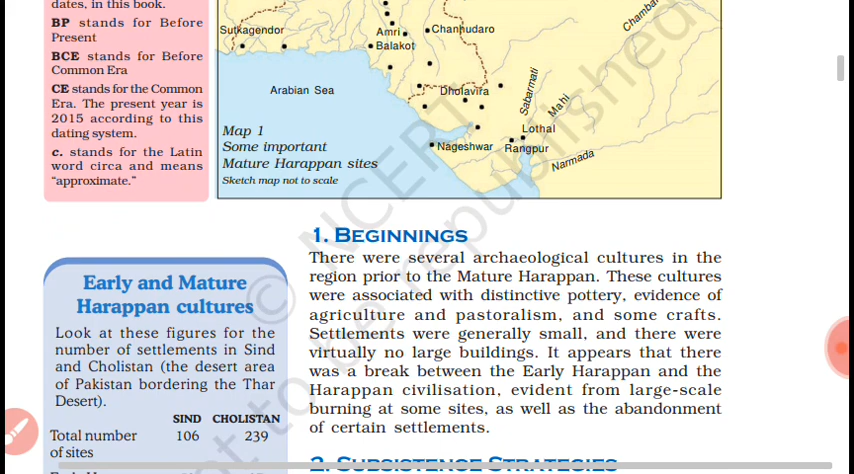 dates, in this book.
BP stands for Before
Present
BCE stands for Before
Common Era
CE stands for the Common
Era. The present year is
2015 according to this
dating system.
c. stands for the Latin
word circa and means
“approximate.”
Sutkagendor
Amri
Chanhudaro
Balakot
Chambal
Arabian Sea
Dholavira
Sabarmati
Mahi
Lothal
Nageshwar
Rangpur
Narmada
Map 1
Some important
Mature Harappan sites
Sketch map not to scale
© NCERT
not to be republished
1. BEGINNINGS
There were several archaeological cultures in the
region prior to the Mature Harappan. These cultures
were associated with distinctive pottery, evidence of
agriculture and pastoralism, and some crafts.
Settlements were generally small, and there were
virtually no large buildings. It appears that there
was a break between the Early Harappan and the
Harappan civilisation, evident from large-scale
burning at some sites, as well as the abandonment
of certain settlements.
2. SUBSISTENCE STRATEGIES
Early and Mature
Harappan cultures
Look at these figures for the
number of settlements in Sind
and Cholistan (the desert area
of Pakistan bordering the Thar
Desert).
SIND CHOLISTAN
Total number 106 239
of sites